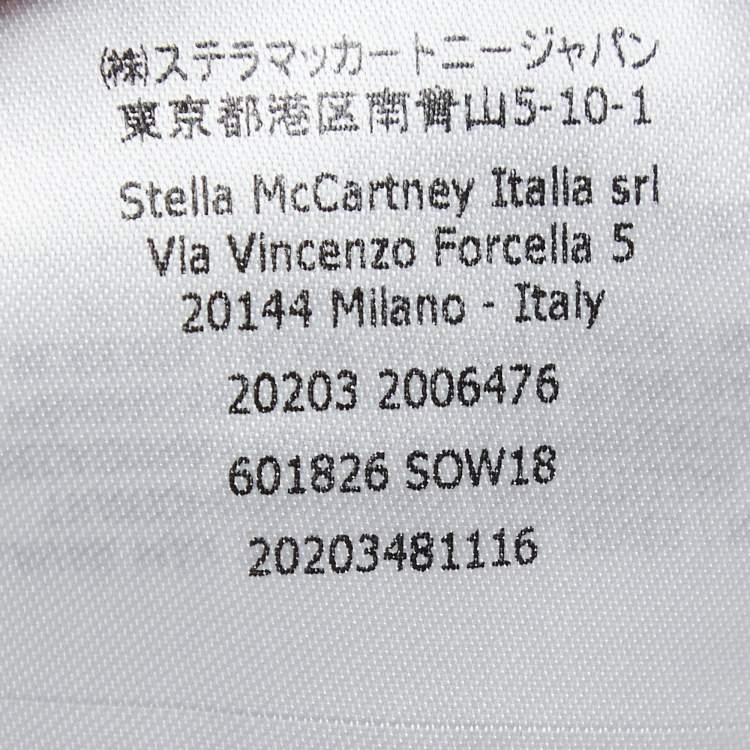 ㈱ステラマッカートニージャパン
東京都港区南青山5-10-1
Stella McCartney Italia srl
Via Vincenzo Forcella 5
20144 Milano - Italy
20203 2006476
601826 SOW18
20203481116